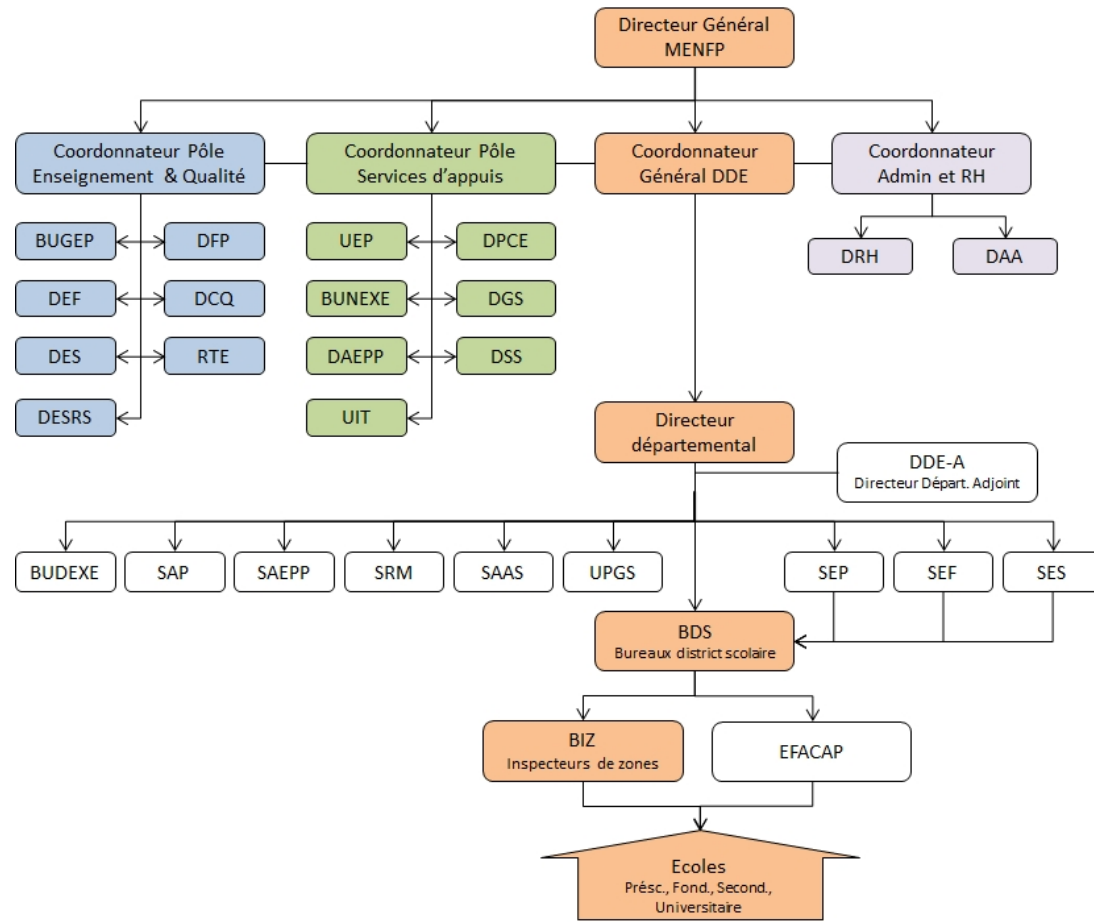 Directeur Général
MENFP
Coordonnateur Pôle
Enseignement & Qualité
Coordonnateur Pôle
Services d'appuis
Coordonnateur
Général DDE
Coordonnateur
Admin et RH
BUGEP
DFP
UEP
DPCE
DRH
DAA
DEF
DCQ
BUNEXE
DGS
DES
RTE
DAEPP
DSS
DESRS
UIT
Directeur
départemental
DDE-A
Directeur Départ. Adjoint
BUDEXE
SAP
SAEPP
SRM
SAAS
UPGS
SEP
SEF
SES
BDS
Bureaux district scolaire
BIZ
Inspecteurs de zones
EFACAP
Ecoles
Présc., Fond., Second.,
Universitaire